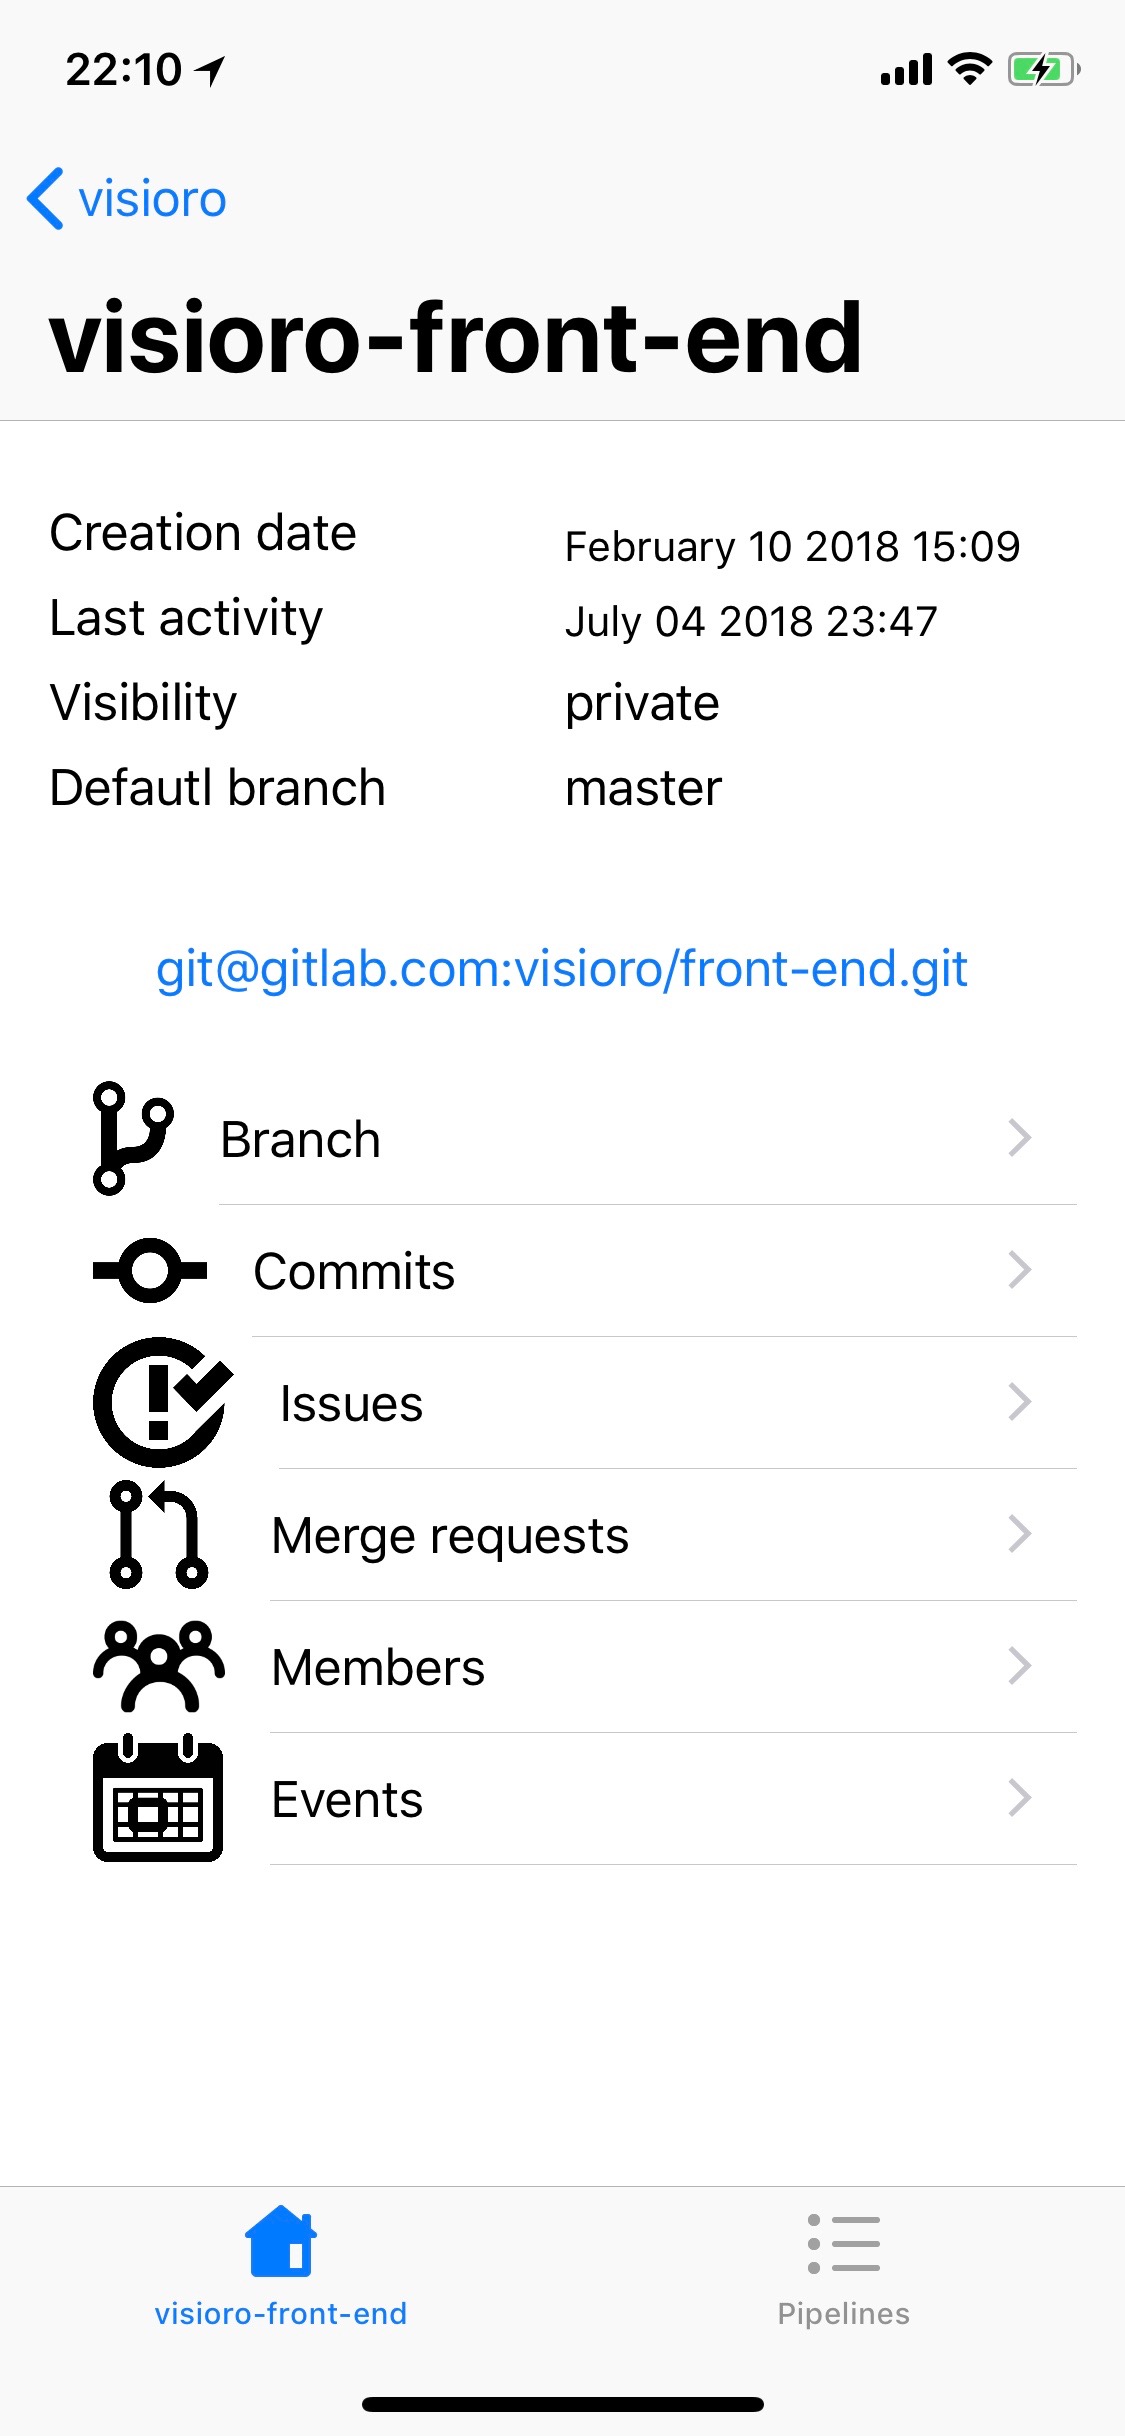 22:10
visioro
visioro-front-end
Creation date February 10 2018 15:09
Last activity July 04 2018 23:47
Visibility private
Defautl branch master
git@gitlab.com:visioro/front-end.git
Branch
Commits
Issues
Merge requests
Members
Events
visioro-front-end Pipelines